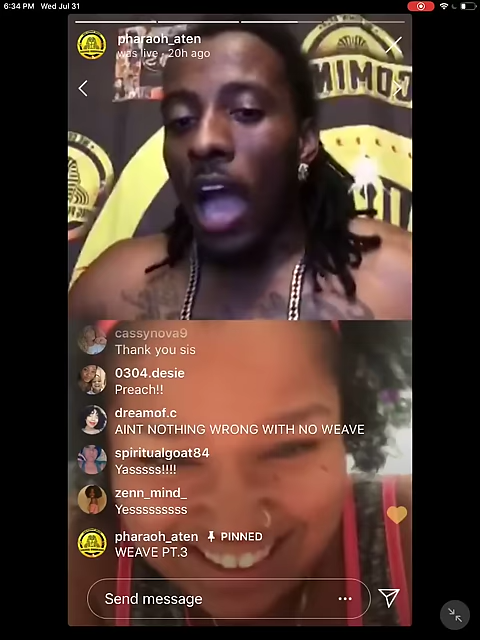 6:34 PM Wed Jul 31
pharaoh_aten
was live · 20h ago
cassynova9
Thank you sis
0304.desie
Preach!!
dreamof.c
AINT NOTHING WRONG WITH NO WEAVE
spiritualgoat84
Yasssss!!!!
zenn_mind_
Yesssssssss
pharaoh_aten PINNED
WEAVE PT.3
Send message